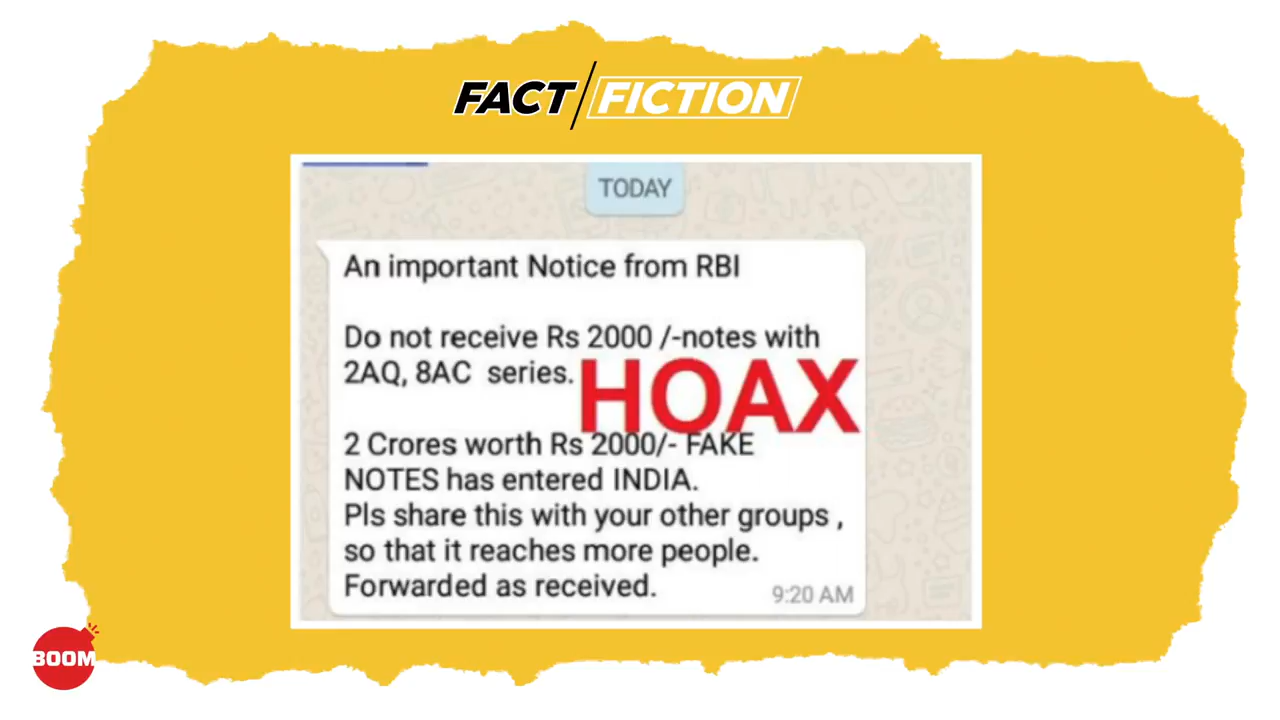 FACT/FICTION
TODAY
An important Notice from RBI
Do not receive Rs 2000 /-notes with
2AQ, 8AC series.
HOAX
2 Crores worth Rs 2000/- FAKE
NOTES has entered INDIA.
Pls share this with your other groups ,
so that it reaches more people.
Forwarded as received.
9:20 AM
BOOM